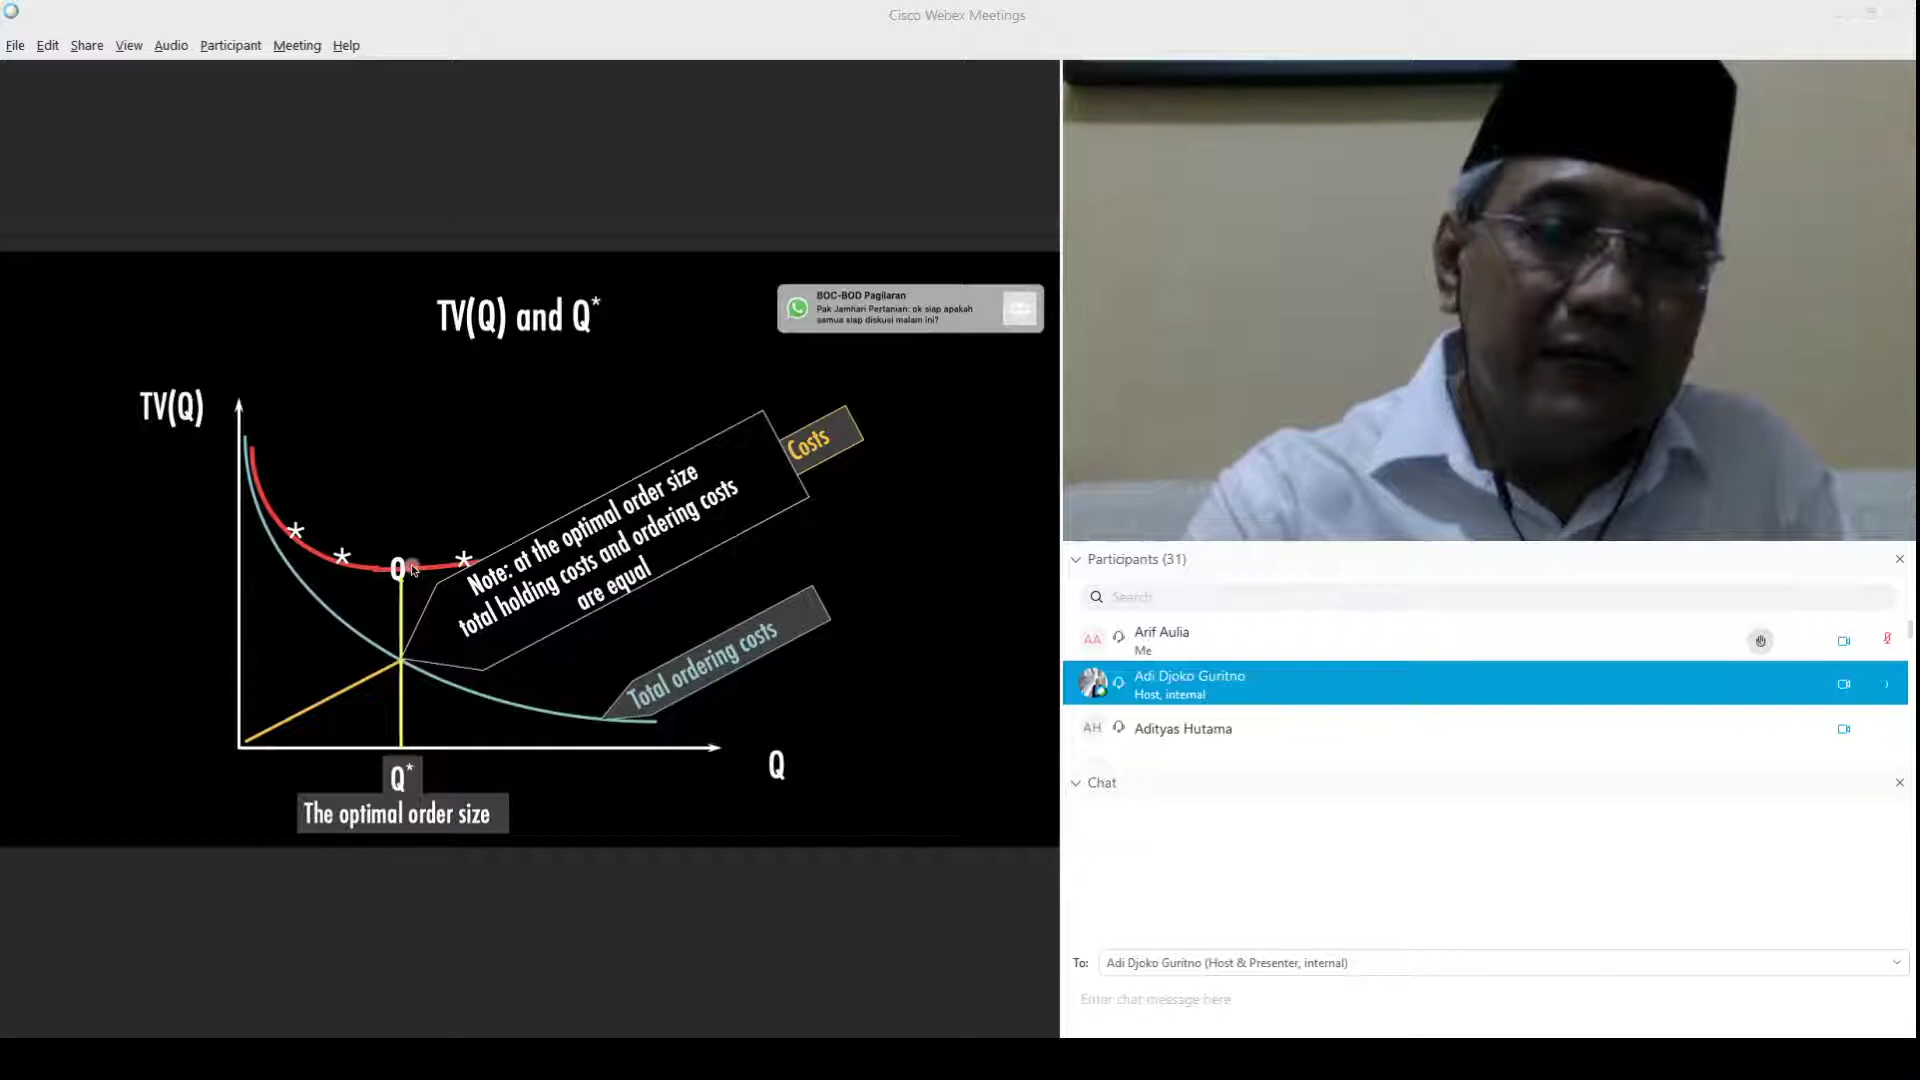 Cisco Webex Meetings
File Edit Share View Audio Participant Meeting Help
TV(Q) and Q*
BOC-BOD Pagilaran
Pak Jamhari Pertanian: ok siap apakah
semua siap diskusi malam ini?
TV(Q)
Costs
Note: at the optimal order size
total holding costs and ordering costs
are equal
O
Total ordering costs
Q
Q*
The optimal order size
Participants (31)
Search
AA
Arif Aulia
Me
Adi Djoko Guritno
Host, internal
AH
Adityas Hutama
Chat
To: Adi Djoko Guritno (Host & Presenter, internal)
Enter chat message here